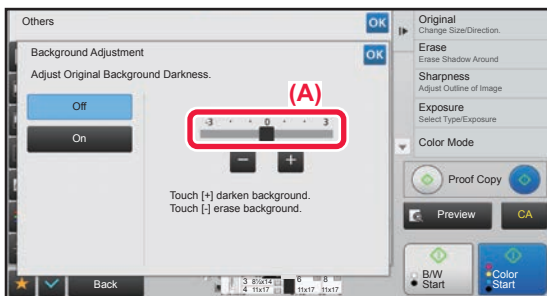 Others
OK
Background Adjustment
OK
Adjust Original Background Darkness.
(A)
Off
On
-3 0 3
Touch [+] darken background.
Touch [-] erase background.
Back
3 8½x14 6 8
4 11x17 11x17 11x17
Original
Change Size/Direction.
Erase
Erase Shadow Around
Sharpness
Adjust Outline of Image
Exposure
Select Type/Exposure
Color Mode
Proof Copy
Preview
CA
B/W
Start
Color
Start